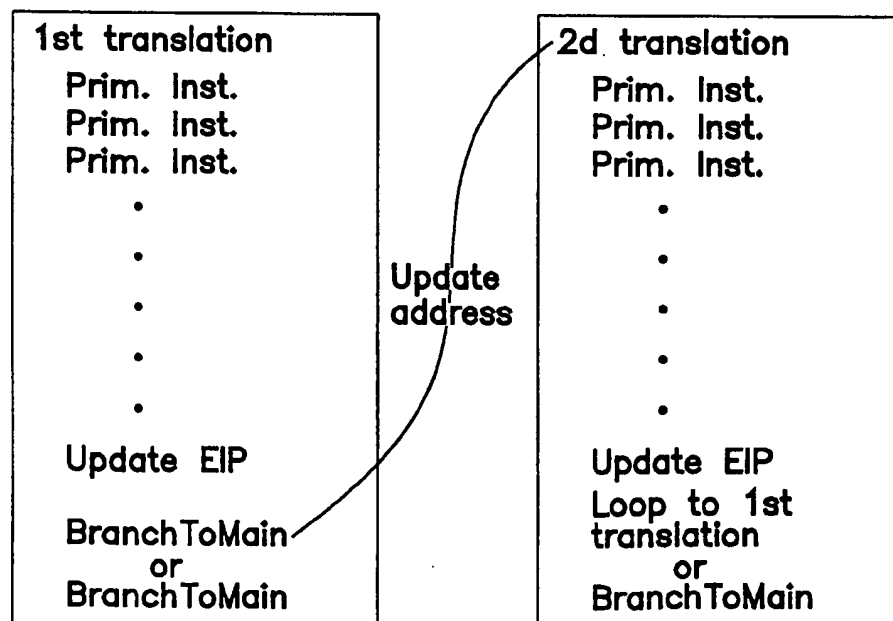 1st translation
Prim. Inst.
Prim. Inst.
Prim. Inst.
Update EIP
BranchToMain
or
BranchToMain
Update
address
2d translation
Prim. Inst.
Prim. Inst.
Prim. Inst.
Update EIP
Loop to 1st
translation
or
BranchToMain